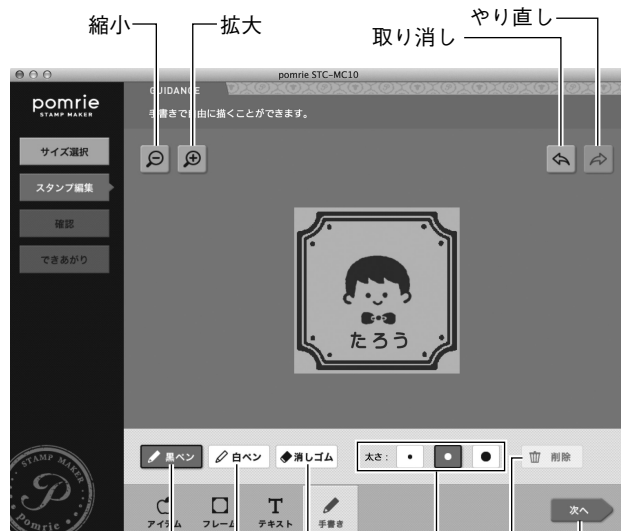 縮小
拡大
取り消し
やり直し
pomrie STC-MC10
pomrie
STAMP MAKER
GUIDANCE
手書きで自由に描くことができます。
サイズ選択
スタンプ編集
確認
できあがり
たろう
黒ペン
白ペン
消しゴム
太さ:
削除
アイテム
フレーム
テキスト
手書き
次へ
STAMP MAKER
P
Pomrie